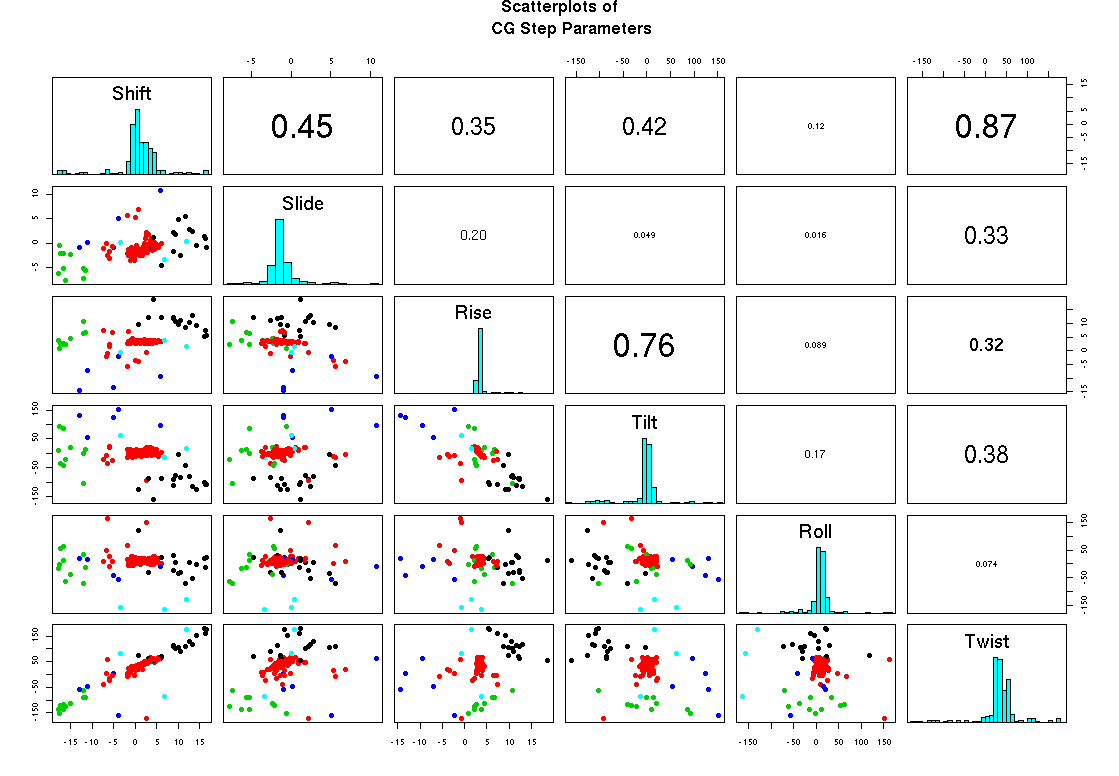 Scatterplots of
CG Step Parameters
-5 0 5 10
-150 0 50 100 150
-150 -50 0 50 100
Shift
0.45
0.35
0.42
0.12
0.87
-15 -5 0 5 10 15
-5 0 5 10
Slide
0.20
0.049
0.016
0.33
Rise
0.76
0.089
0.32
-15 -5 0 5 10
-150 -50 50 150
Tilt
0.17
0.38
Roll
0.074
-150 -50 50 150
-150 -50 50 150
Twist
-15 -5 0 5 10 15
-15 -10 -5 0 5 10 15
-150 -50 0 50 150